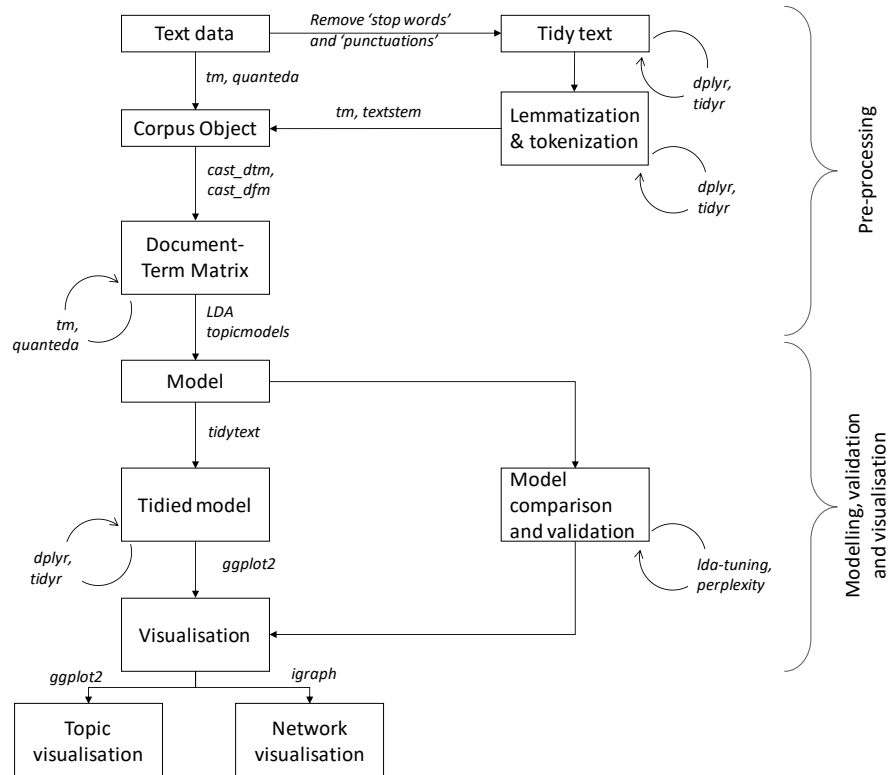 Text data
Remove ‘stop words’
and ‘punctuations’
Tidy text
dplyr,
tidyr
tm, quanteda
Lemmatization
& tokenization
Corpus Object
tm, textstem
dplyr,
tidyr
cast_dtm,
cast_dfm
Document-
Term Matrix
tm,
quanteda
LDA
topicmodels
Pre-processing
Model
tidytext
Tidied model
Model
comparison
and validation
dplyr,
tidyr
lda-tuning,
perplexity
ggplot2
Visualisation
Modelling, validation
and visualisation
ggplot2
igraph
Topic
visualisation
Network
visualisation